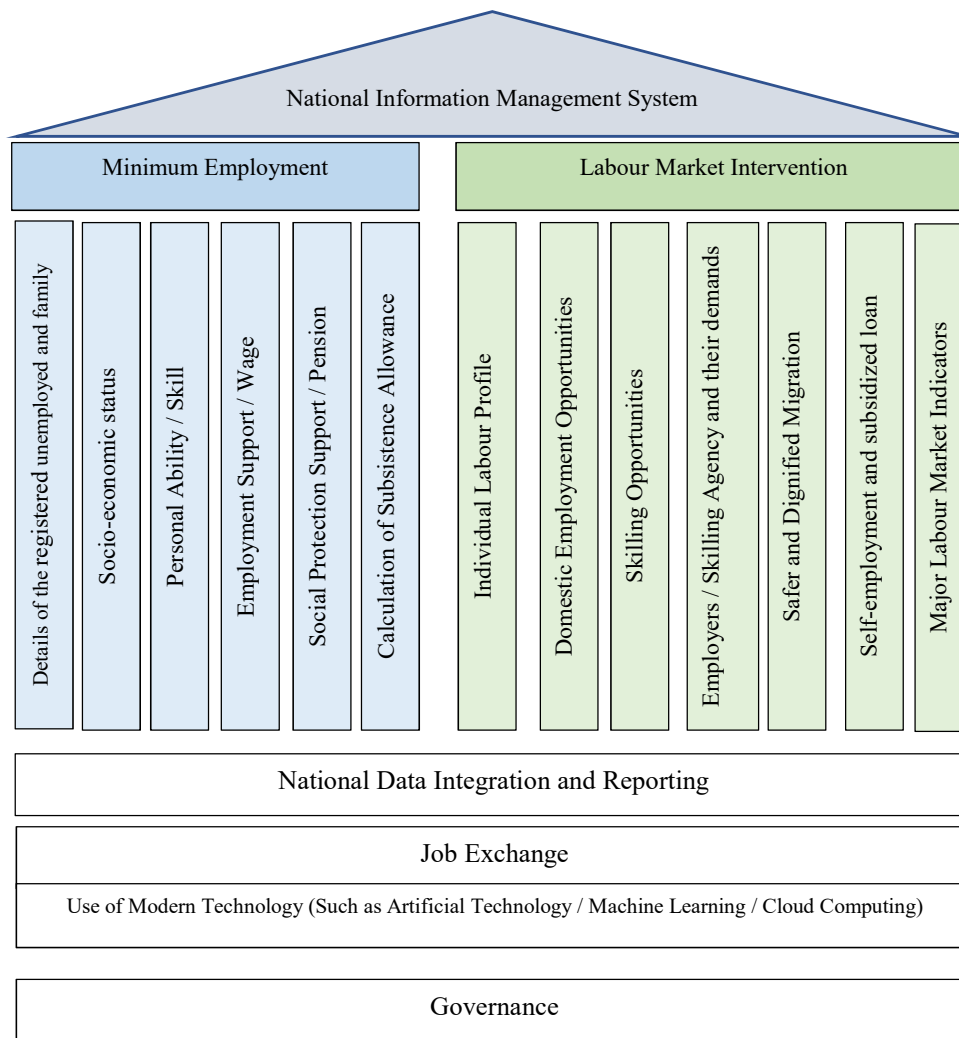 National Information Management System
Minimum Employment
Labour Market Intervention
Details of the registered unemployed and family
Socio-economic status
Personal Ability / Skill
Employment Support / Wage
Social Protection Support / Pension
Calculation of Subsistence Allowance
Individual Labour Profile
Domestic Employment Opportunities
Skilling Opportunities
Employers / Skilling Agency and their demands
Safer and Dignified Migration
Self-employment and subsidized loan
Major Labour Market Indicators
National Data Integration and Reporting
Job Exchange
Use of Modern Technology (Such as Artificial Technology / Machine Learning / Cloud Computing)
Governance